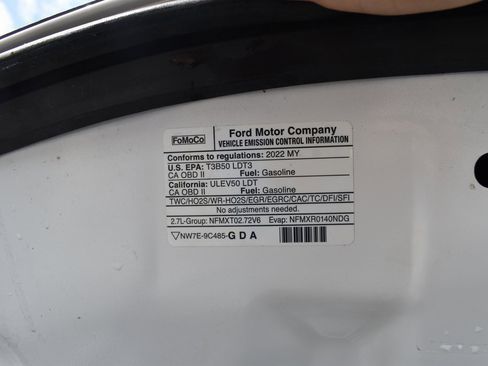 FoMoCo
Ford Motor Company
VEHICLE EMISSION CONTROL INFORMATION
Conforms to regulations: 2022 MY
U.S. EPA: T3B50 LDT3
CA OBD II Fuel: Gasoline
California: ULEV50 LDT
CA OBD II Fuel: Gasoline
TWC/HO2S/WR-HO2S/EGR/EGRC/CAC/TC/DFI/SFI
No adjustments needed.
2.7L-Group: NFMXT02.72V6 Evap: NFMXR0140NDG
NW7E-9C485-G D A